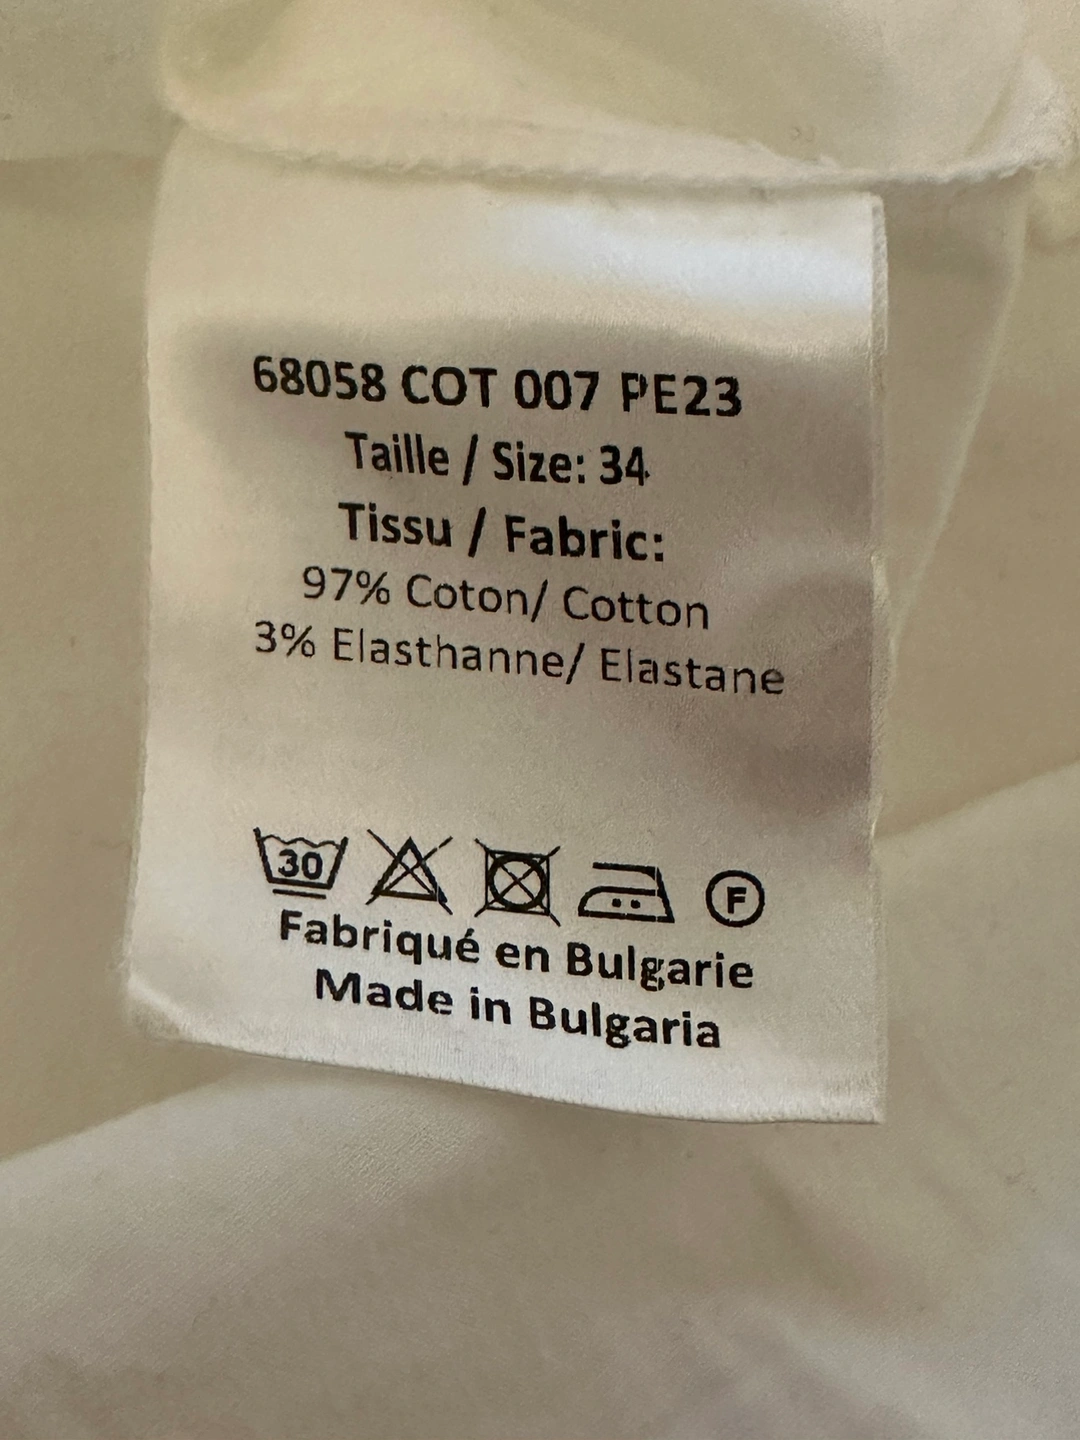 68058 COT 007 PE23
Taille / Size: 34
Tissu / Fabric:
97% Coton/ Cotton
3% Elasthanne/ Elastane
30 F
Fabriqué en Bulgarie
Made in Bulgaria